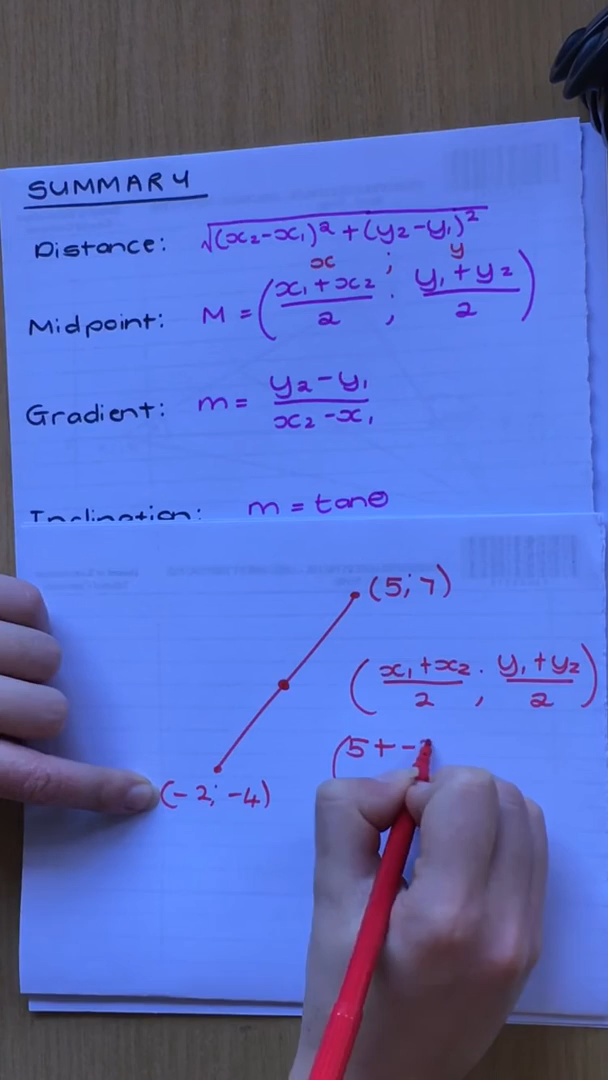 SUMMARY
Distance: √(x₂-x₁)² + (y₂-y₁)²
x ; y
Midpoint: M = (x₁+x₂/2 ; y₁+y₂/2)
Gradient: m = y₂-y₁/x₂-x₁
Inclination: m = tanθ
(5;7)
(x₁+x₂/2 ; y₁+y₂/2)
(5+-
(-2;-4)